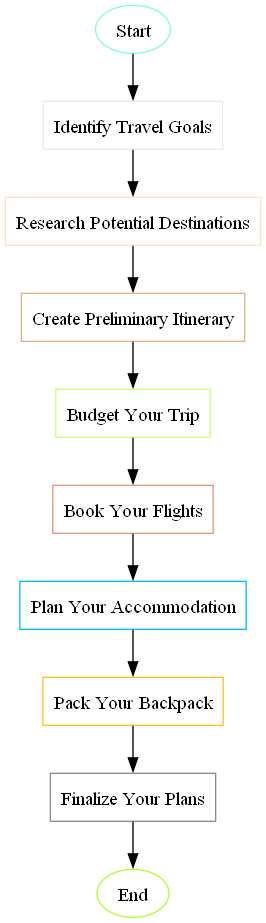 Start
Identify Travel Goals
Research Potential Destinations
Create Preliminary Itinerary
Budget Your Trip
Book Your Flights
Plan Your Accommodation
Pack Your Backpack
Finalize Your Plans
End